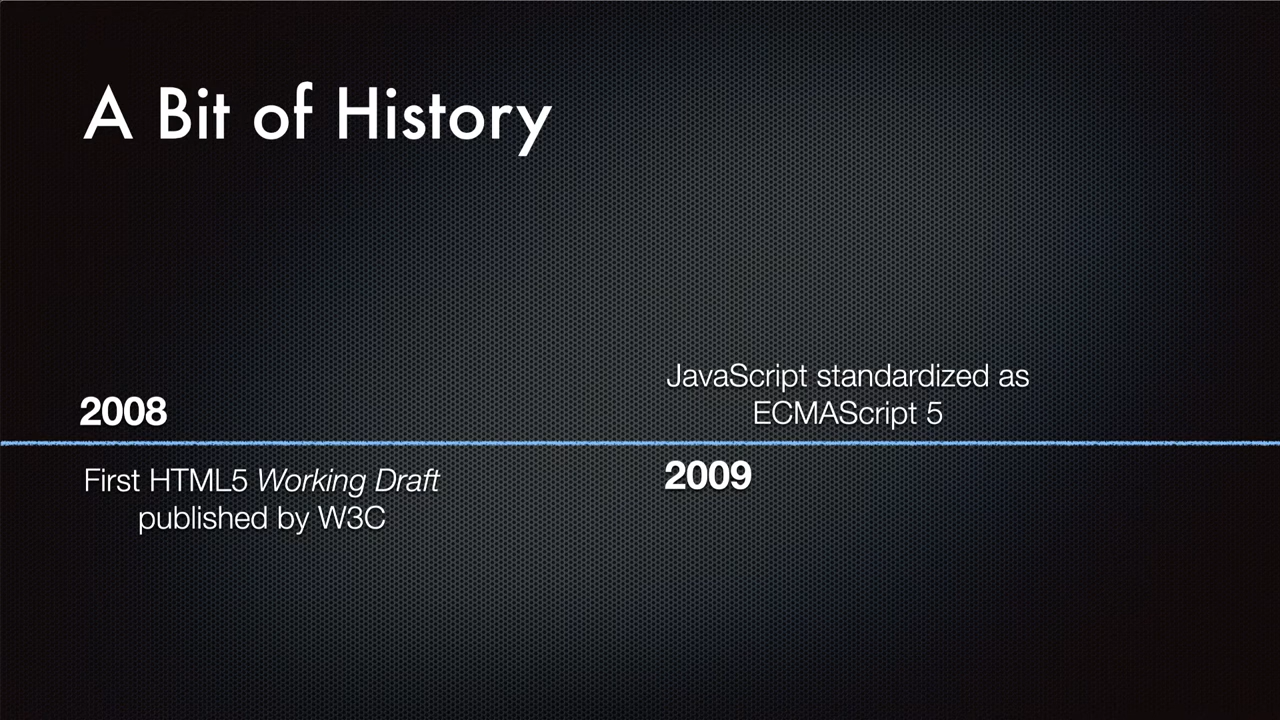 A Bit of History
2008
First HTML5 Working Draft
published by W3C
JavaScript standardized as
ECMAScript 5
2009